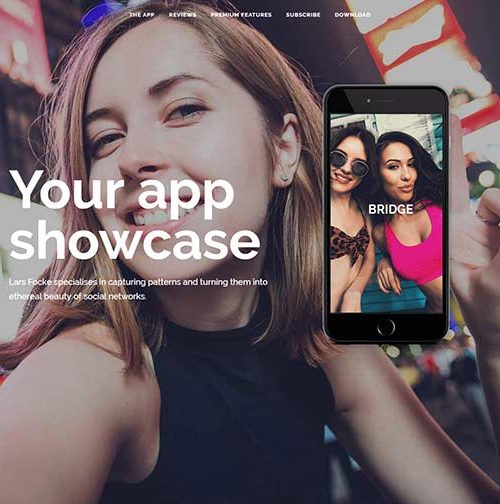 THE APP REVIEWS PREMIUM FEATURES SUBSCRIBE DOWNLOAD
Your app
showcase
BRIDGE
Lars Focke specialises in capturing patterns and turning them into
ethereal beauty of social networks.